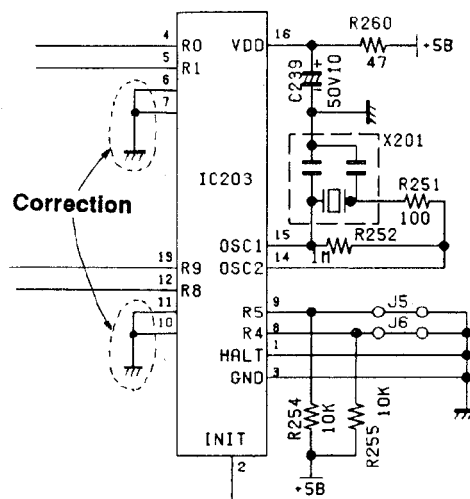 4
R0
VDD
16
R260
47
+5B
5
R1
6
7
C239
50V10
X201
IC203
Correction
R251
100
OSC1
15
R252
1M
OSC2
14
19
R9
12
R8
11
10
R5
9
J5
R4
8
J6
HALT
1
GND
3
R254
10K
R255
10K
INIT
2
+5B